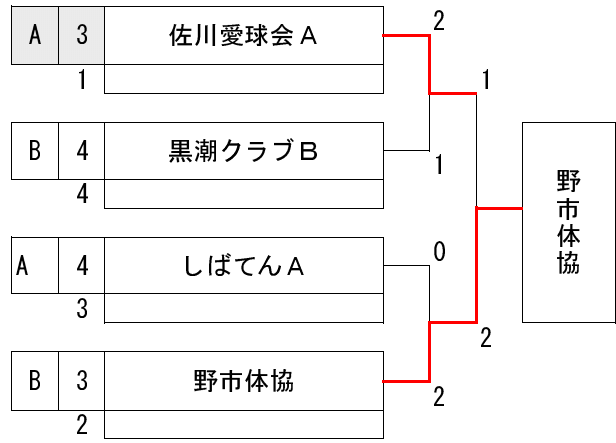 A 3 佐川愛球会A 2
1 1
B 4 黒潮クラブB 1
4
野市体協
A 4 しばてんA 0
3 2
B 3 野市体協 2
2